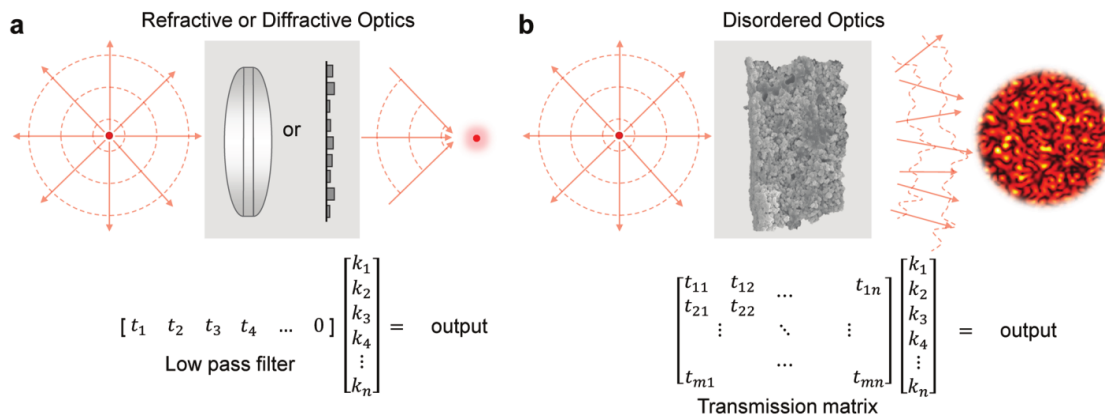 a
Refractive or Diffractive Optics
or
[ t₁ t₂ t₃ t₄ ... 0 ] [k₁ k₂ k₃ k₄ ⋮ kₙ] = output
Low pass filter
b
Disordered Optics
[t₁₁ t₁₂ ... t₁ₙ
t₂₁ t₂₂
⋮ ⋱ ⋮
...
tₘ₁ tₘₙ] [k₁ k₂ k₃ k₄ ⋮ kₙ] = output
Transmission matrix